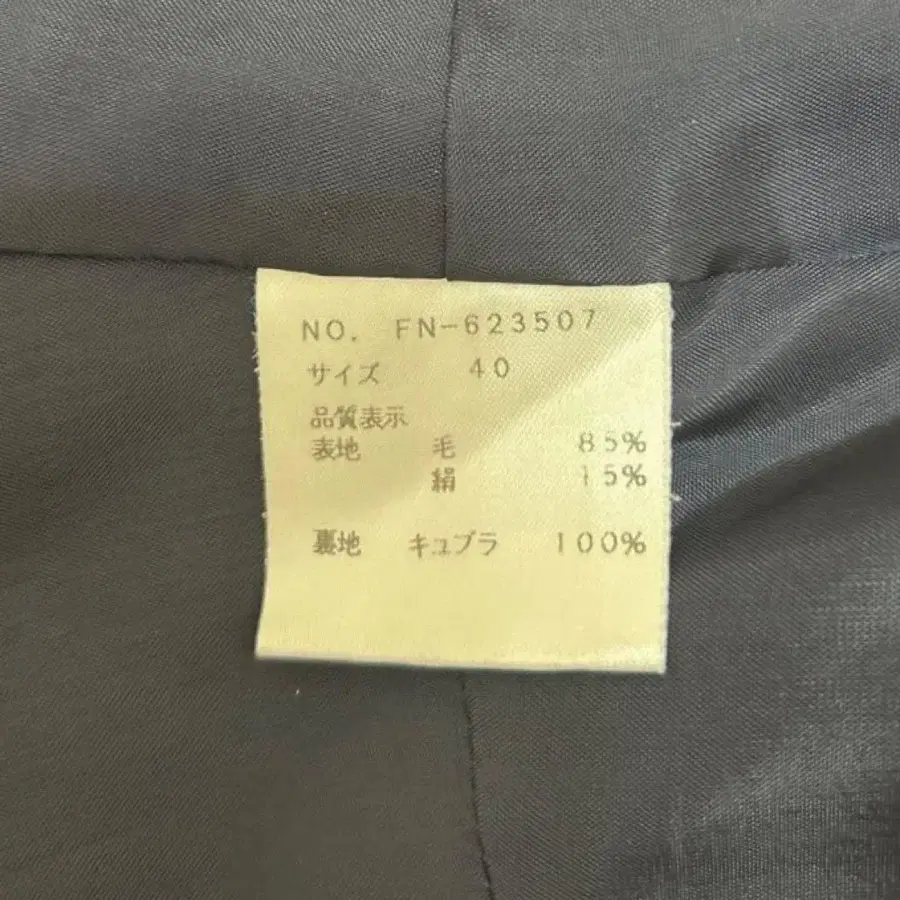 NO. FN-623507
サイズ 40
品質表示
表地 毛 85%
絹 15%
裏地 キュプラ 100%